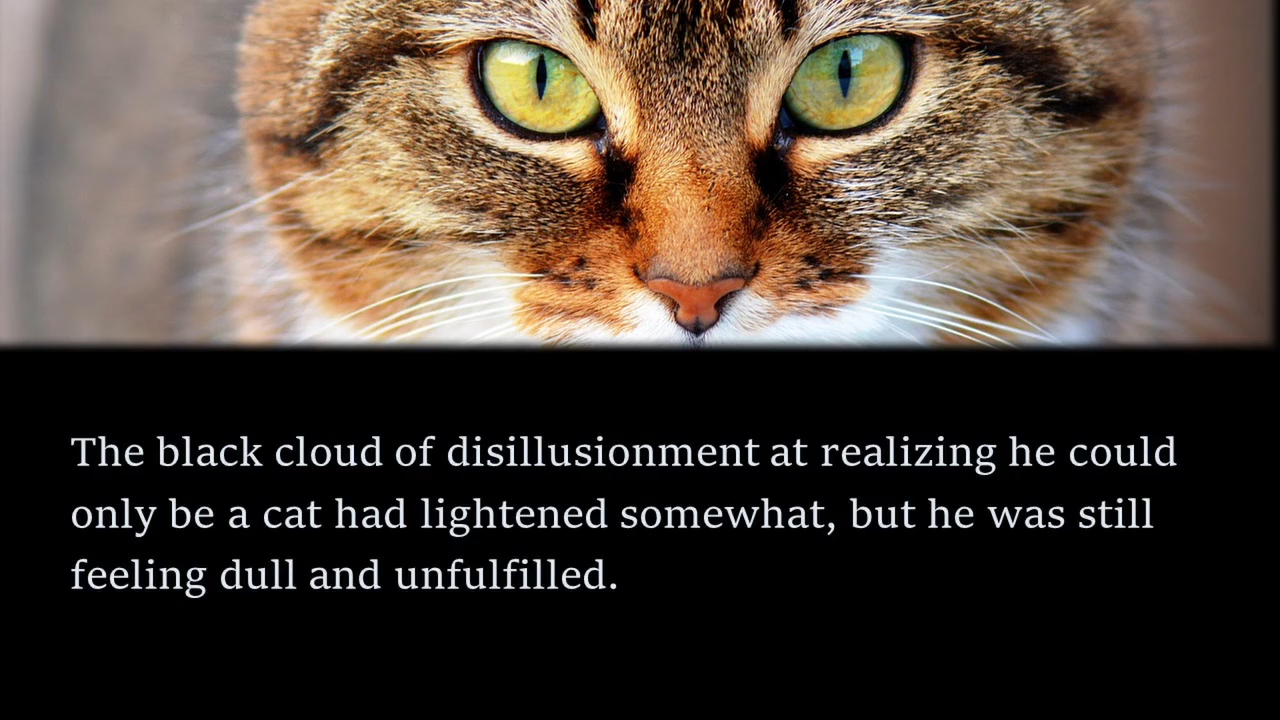 The black cloud of disillusionment at realizing he could
only be a cat had lightened somewhat, but he was still
feeling dull and unfulfilled.